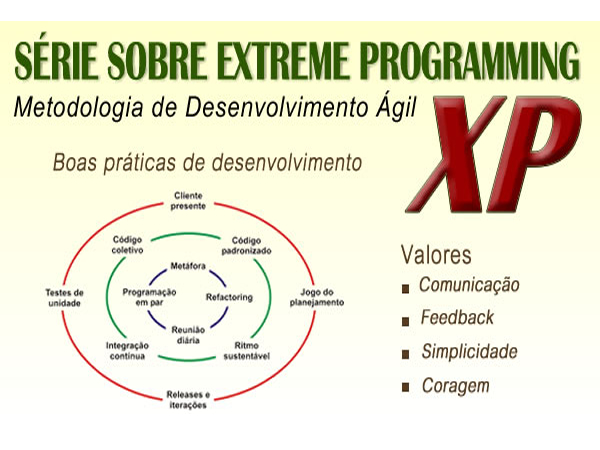 SÉRIE SOBRE EXTREME PROGRAMMING
Metodologia de Desenvolvimento Ágil
XP
Boas práticas de desenvolvimento
Cliente
presente
Código
coletivo
Código
padronizado
Metáfora
Testes de
unidade
Programação
em par
Refactoring
Jogo do
planejamento
Reunião
diária
Integração
contínua
Ritmo
sustentável
Releases e
iterações
Valores
Comunicação
Feedback
Simplicidade
Coragem